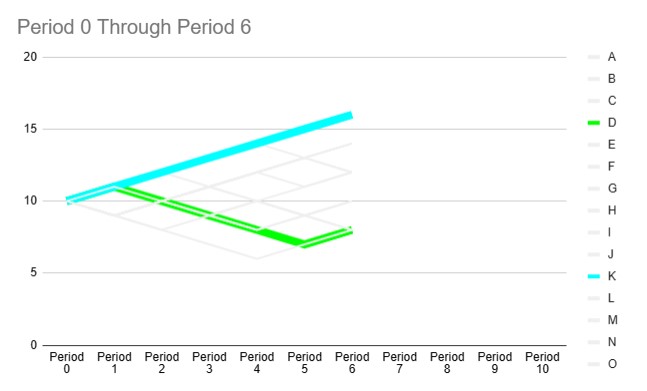 Period 0 Through Period 6
20
15
10
5
0
Period 0
Period 1
Period 2
Period 3
Period 4
Period 5
Period 6
Period 7
Period 8
Period 9
Period 10
A
B
C
D
E
F
G
H
I
J
K
L
M
N
O